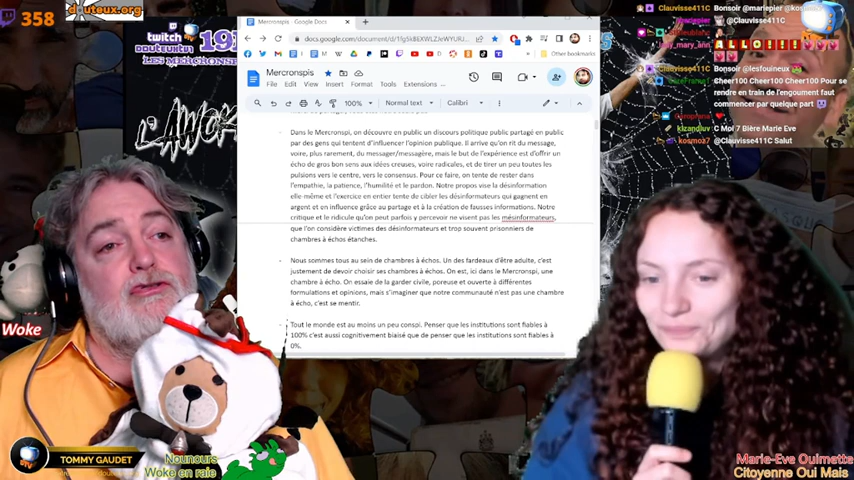 358
douteux.org
twitch
DOUTEUX.ORG
LES MERCRONSPIS
L'AWOK
Mercronspis - Google Docs
docs.google.com/document/d/
Other bookmarks
Mercronspis
File Edit View Insert Format Tools Extensions ...
100% Normal text Calibri
Dans le Mercronspi, on découvre en public un discours politique public partagé en public
par des gens qui tentent d'influencer l'opinion publique. Il arrive qu'on rit du message,
voire, plus rarement, du messager/messagère, mais le but de l'expérience est d'offrir un
écho de gros bon sens aux idées creuses, voire radicales, et de tirer un peu toutes les
pulsions vers le centre, vers le consensus. Pour ce faire, on tente de rester dans
l'empathie, la patience, l'humilité et le pardon. Notre propos vise la désinformation
elle-même et l'exercice en entier tente de cibler les désinformateurs qui gagnent en
argent et en influence grâce au partage et à la création de fausses informations. Notre
critique et le ridicule qu'on peut parfois y percevoir ne visent pas les mésinformateurs,
que l'on considère victimes des désinformateurs et trop souvent prisonniers de
chambres à échos étanches.
Nous sommes tous au sein de chambres à échos. Un des fardeaux d'être adulte, c'est
justement de devoir choisir ses chambres à échos. On est, ici dans le Mercronspi, une
chambre à écho. On essaie de la garder civile, poreuse et ouverte à différentes
formulations et opinions, mais s'imaginer que notre communauté n'est pas une chambre
à écho, c'est se mentir.
Tout le monde est au moins un peu conspi. Penser que les institutions sont fiables à
100% c'est aussi cognitivement biaisé que de penser que les institutions sont fiables à
0%.
Clauvisse411C Bonsoir @mariepier
@Clauvisse411C
lady_mary_ann
ALLO!!!!
Clauvisse411C
Bonsoir @lesfouineux
Cheer100 Cheer100 Cheer100 Pour se
rendre en train de l'engoument faut
commencer par quelque part
kizandluv C Moi 7 Bière Marie Eve
kosmoz7 @Clauvisse411C Salut
Woke
TOMMY GAUDET
Nounours
Woke en raie
Marie-Eve Ouimette
Citoyenne Oui Mais